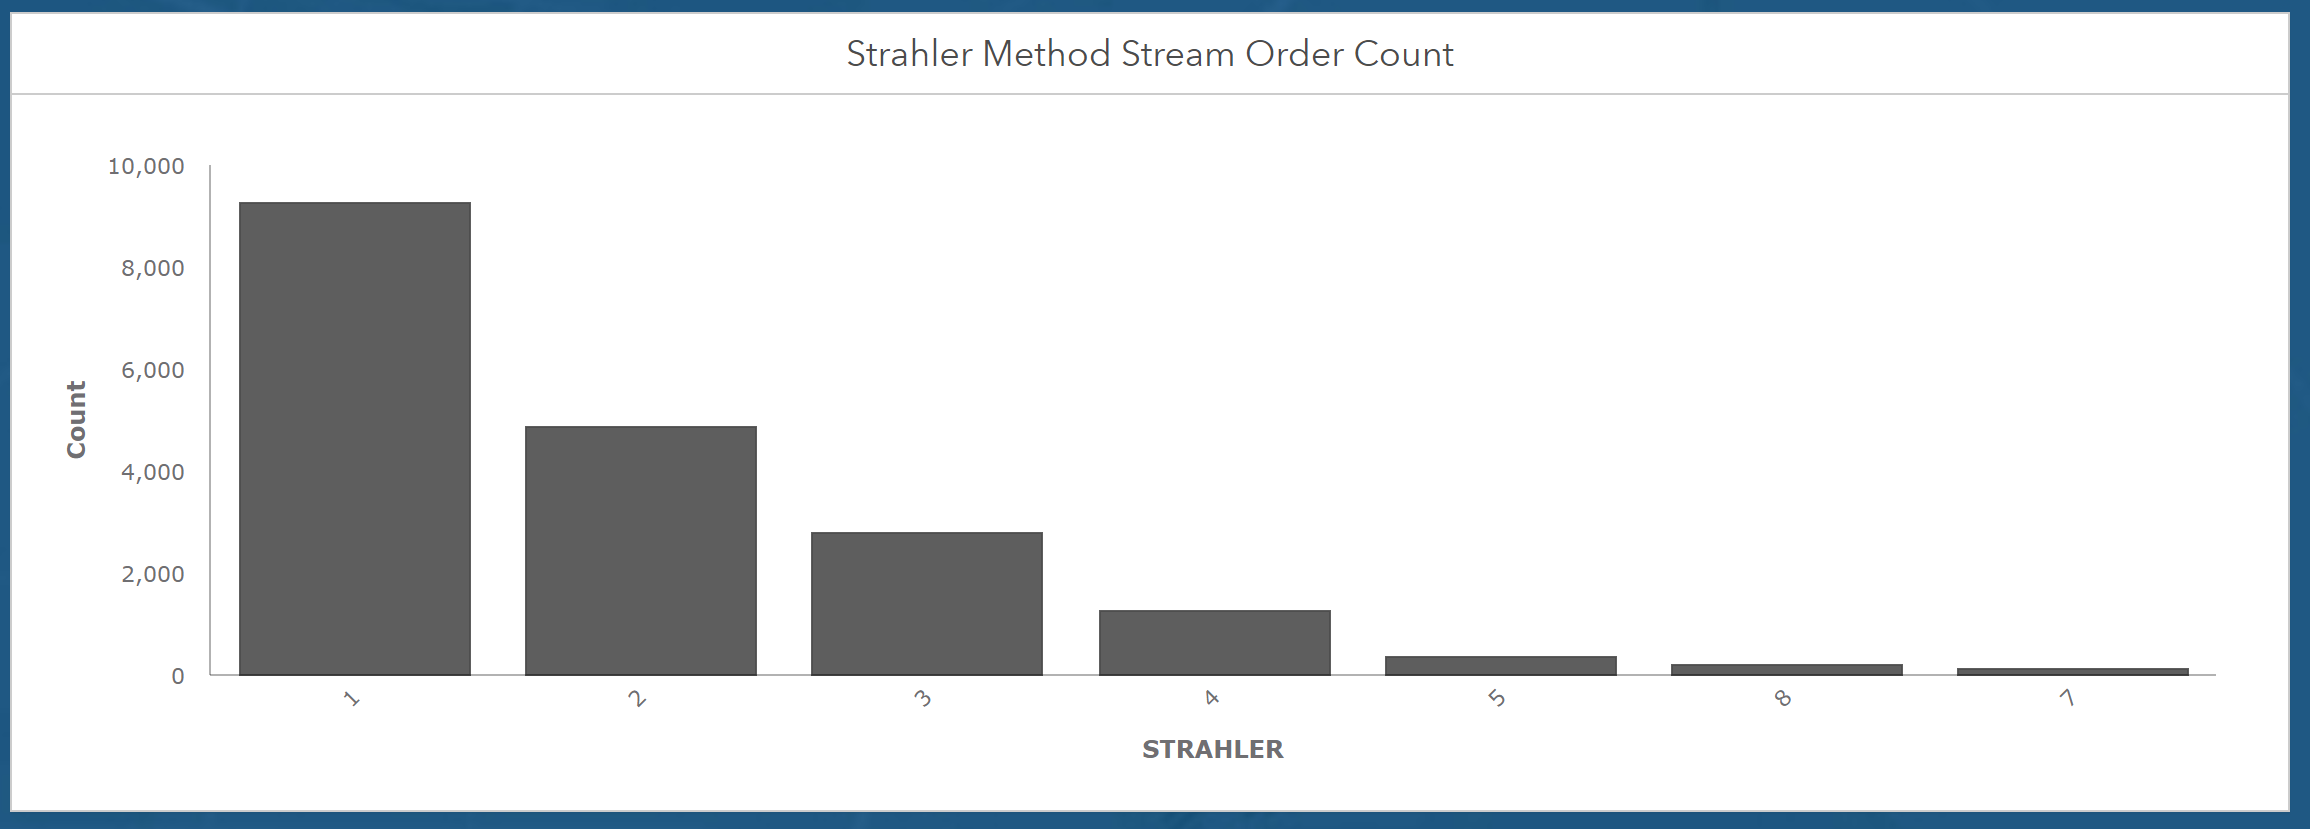 Strahler Method Stream Order Count
10,000
8,000
6,000
4,000
2,000
0
Count
1 2 3 4 5 8 7
STRAHLER